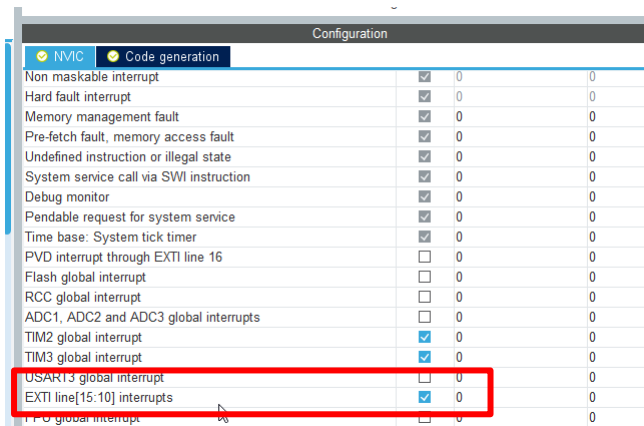 Configuration
NVIC Code generation
Non maskable interrupt 0 0
Hard fault interrupt 0 0
Memory management fault 0 0
Pre-fetch fault, memory access fault 0 0
Undefined instruction or illegal state 0 0
System service call via SWI instruction 0 0
Debug monitor 0 0
Pendable request for system service 0 0
Time base: System tick timer 0 0
PVD interrupt through EXTI line 16 0 0
Flash global interrupt 0 0
RCC global interrupt 0 0
ADC1, ADC2 and ADC3 global interrupts 0 0
TIM2 global interrupt 0 0
TIM3 global interrupt 0 0
USART3 global interrupt 0 0
EXTI line[15:10] interrupts 0 0
FPU global interrupt 0 0